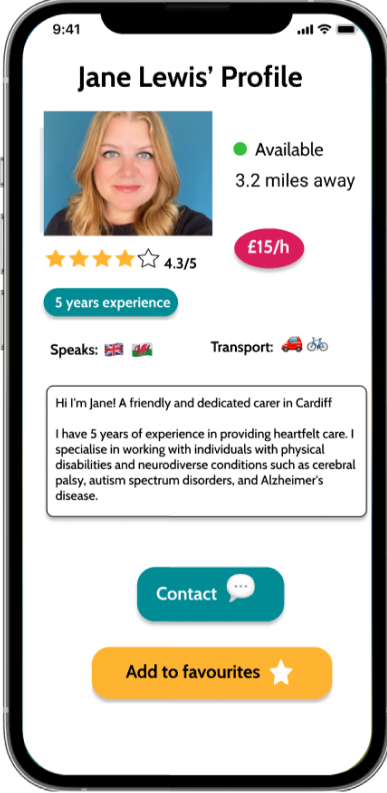 9:41
Jane Lewis' Profile
Available
3.2 miles away
£15/h
4.3/5
5 years experience
Speaks:
Transport:
Hi I'm Jane! A friendly and dedicated carer in Cardiff
I have 5 years of experience in providing heartfelt care. I
specialise in working with individuals with physical
disabilities and neurodiverse conditions such as cerebral
palsy, autism spectrum disorders, and Alzheimer's
disease.
Contact
Add to favourites